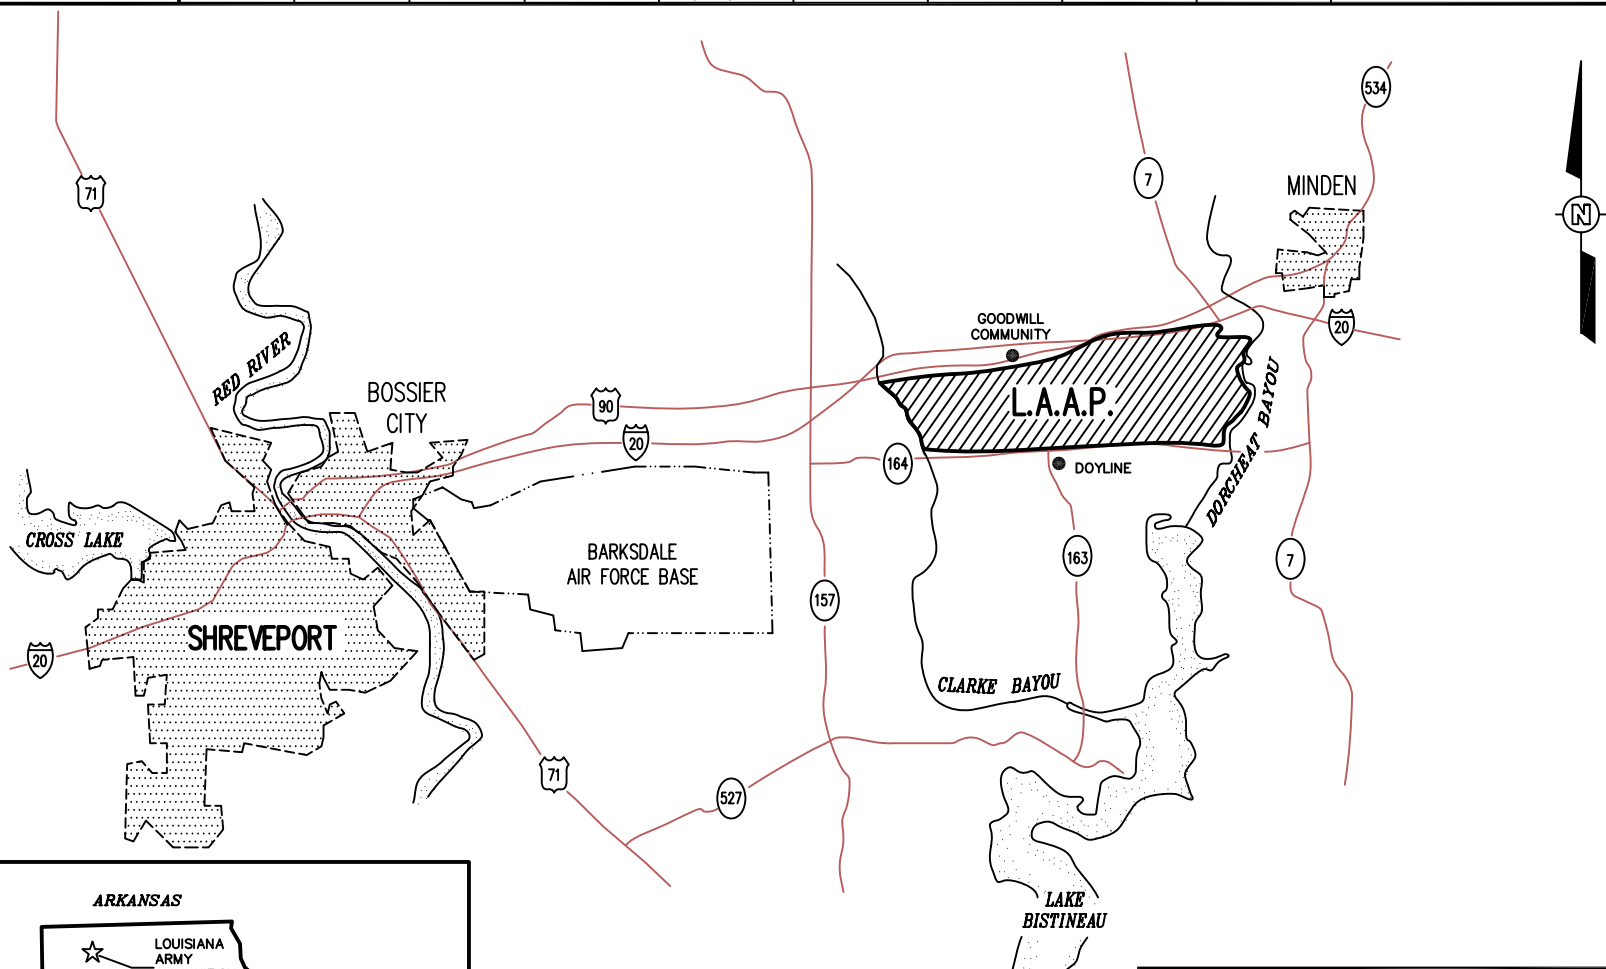 534
7
MINDEN
71
N
GOODWILL
COMMUNITY
20
RED RIVER
BOSSIER
CITY
90
L.A.A.P.
20
164
DOYLINE
DORCHEAT BAYOU
CROSS LAKE
BARKSDALE
AIR FORCE BASE
163
7
157
SHREVEPORT
20
CLARKE BAYOU
71
527
LAKE
BISTINEAU
ARKANSAS
LOUISIANA
ARMY